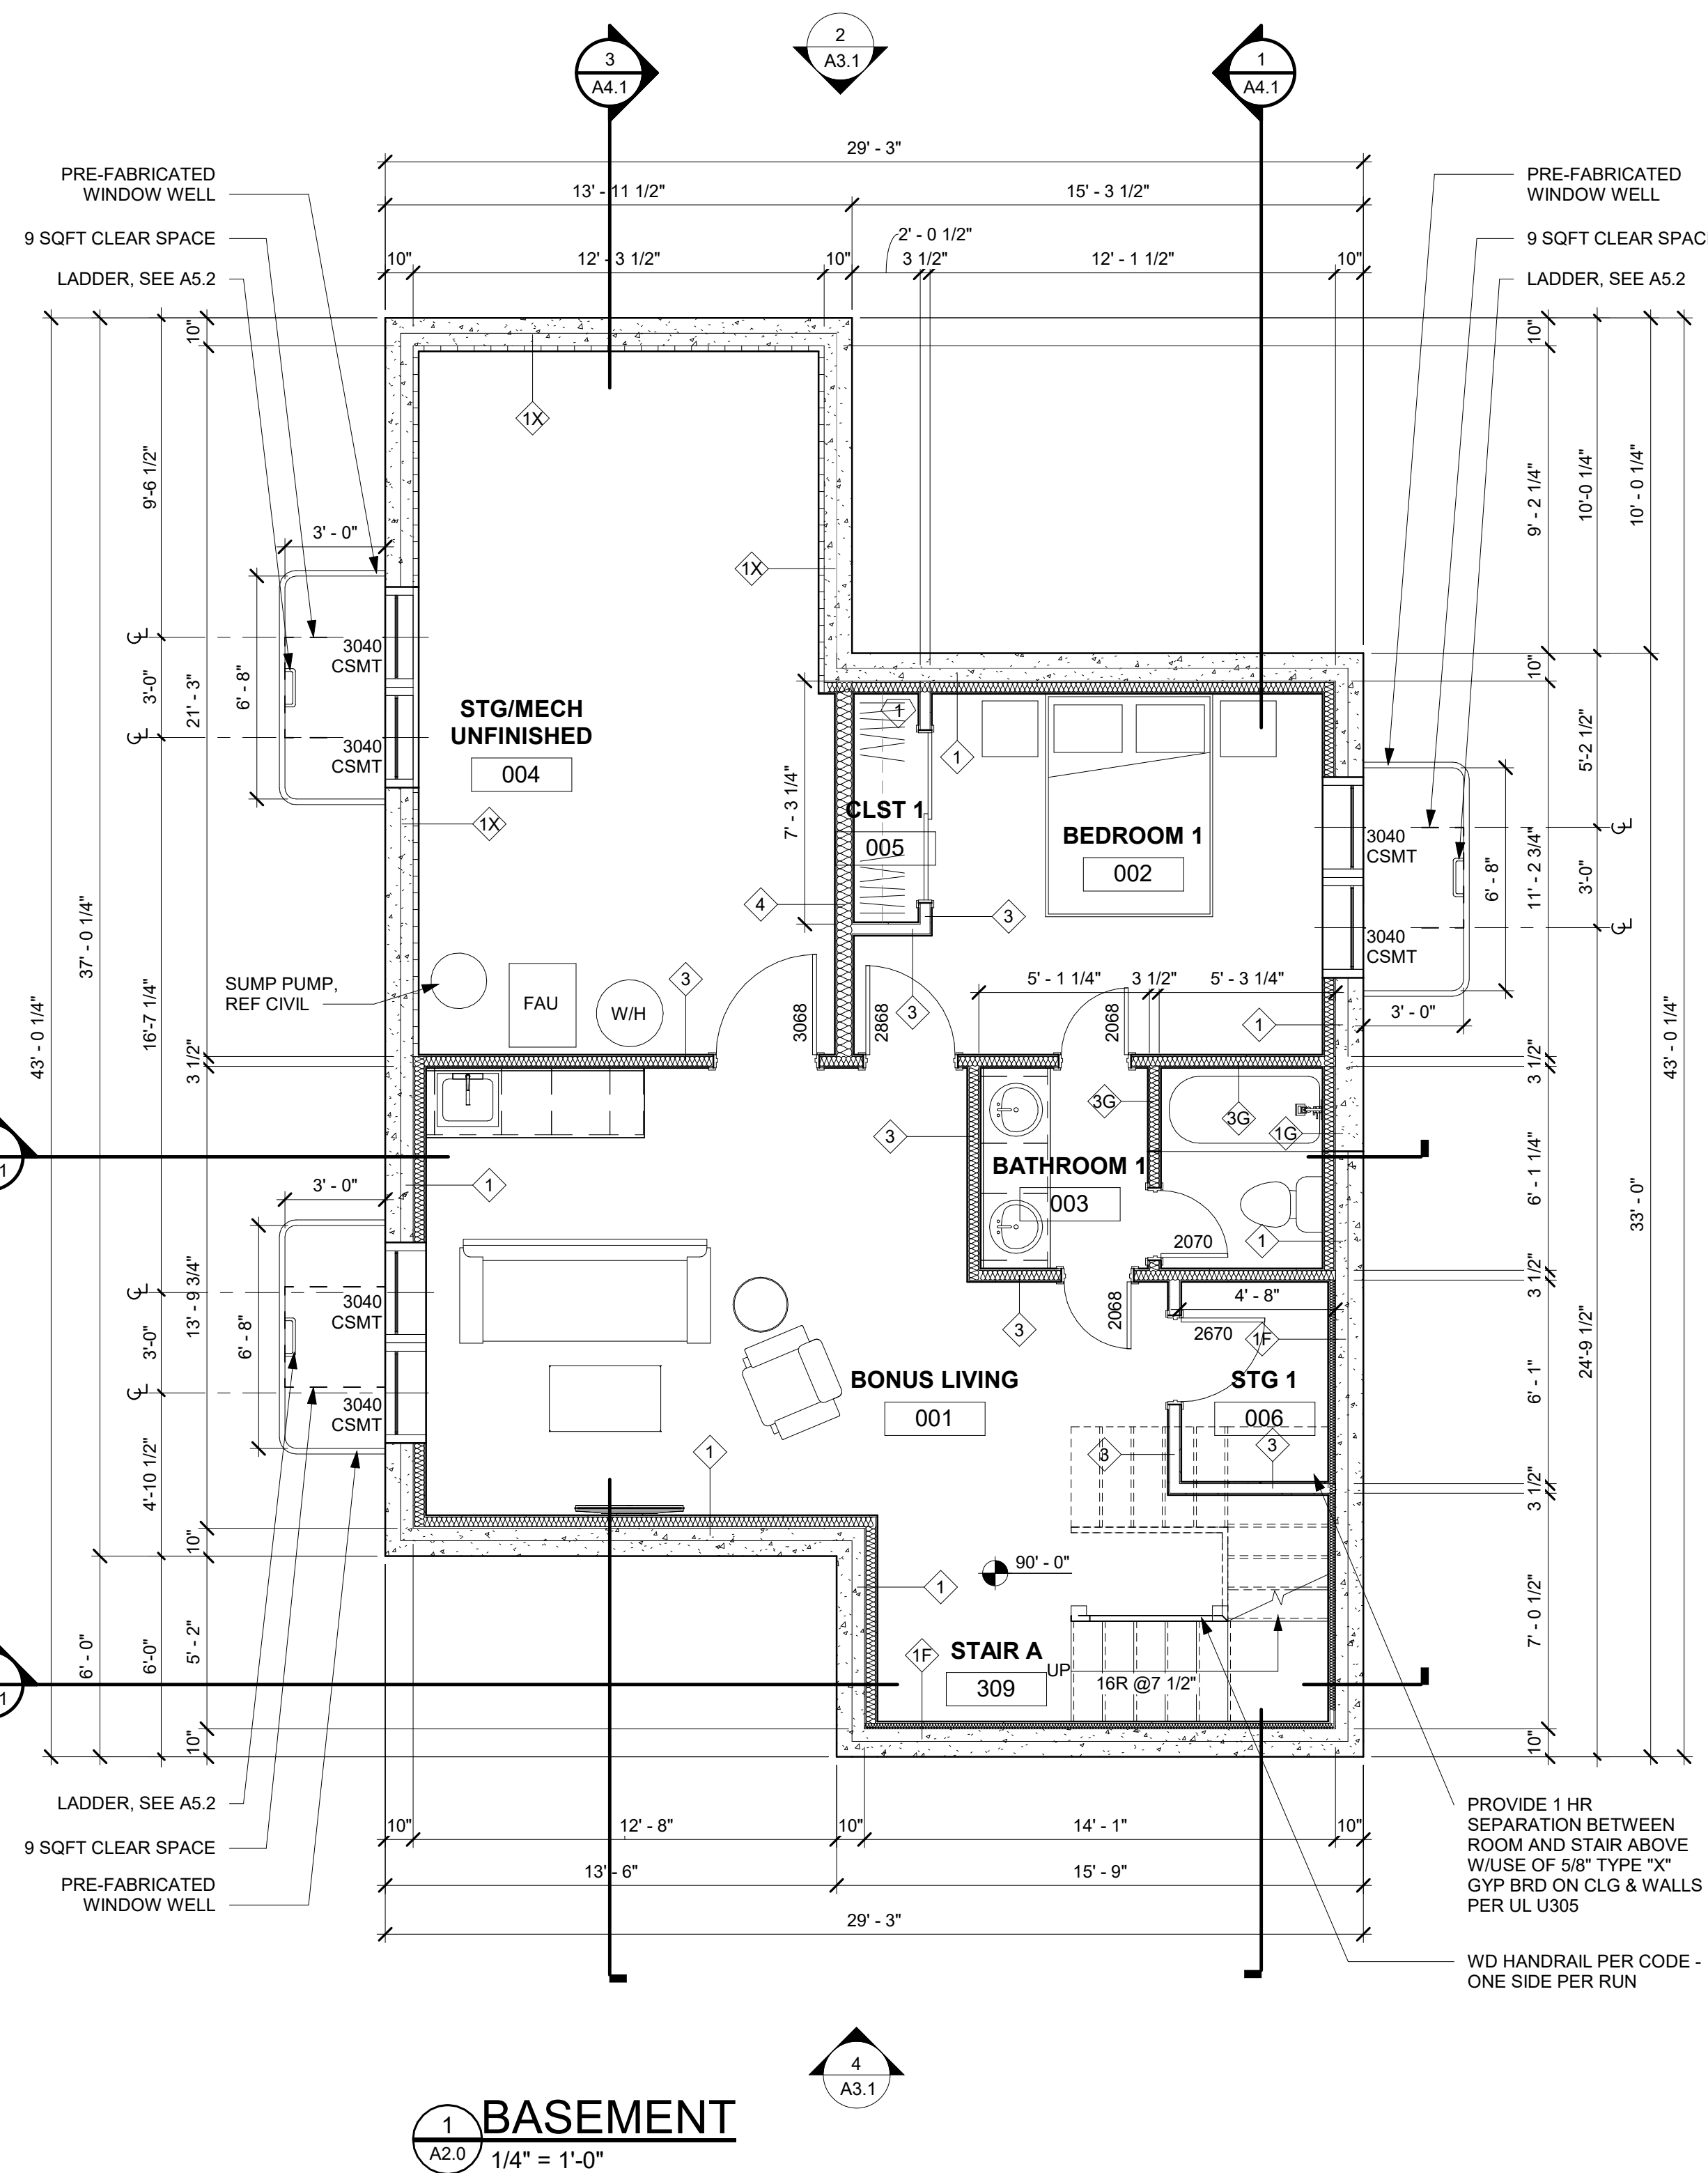 3
A4.1
2
A3.1
1
A4.1
29' - 3"
13' - 11 1/2"
15' - 3 1/2"
2' - 0 1/2"
10"
12' - 3 1/2"
10"
3 1/2"
12' - 1 1/2"
10"
PRE-FABRICATED
WINDOW WELL
9 SQFT CLEAR SPACE
LADDER, SEE A5.2
PRE-FABRICATED
WINDOW WELL
9 SQFT CLEAR SPAC
LADDER, SEE A5.2
43' - 0 1/4"
37' - 0 1/4"
6' - 0"
9'-6 1/2"
3'-0"
16'-7 1/4"
3'-0"
4'-10 1/2"
6'-0"
10"
21' - 3"
3 1/2"
13' - 9 3/4"
10"
5' - 2"
10"
3' - 0"
6' - 8"
3040
CSMT
3040
CSMT
1X
1X
1X
STG/MECH
UNFINISHED
004
7' - 3 1/4"
1
CLST 1
005
1
BEDROOM 1
002
4
3
3
3
3040
CSMT
3040
CSMT
6' - 8"
3' - 0"
SUMP PUMP,
REF CIVIL
FAU
W/H
3068
2868
5' - 1 1/4"
3 1/2"
5' - 3 1/4"
2068
1
3G
3G
1G
3
1
BATHROOM 1
003
2070
1
3' - 0"
6' - 8"
3040
CSMT
3040
CSMT
3
2068
4' - 8"
2670
1F
BONUS LIVING
001
STG 1
006
3
3
1
1
90' - 0"
1F
STAIR A
309
UP
16R @7 1/2"
10"
9' - 2 1/4"
10"
11' - 2 3/4"
3 1/2"
6' - 1 1/4"
3 1/2"
6' - 1"
3 1/2"
7' - 0 1/2"
10"
10'-0 1/4"
5'-2 1/2"
3'-0"
24'-9 1/2"
10' - 0 1/4"
33' - 0"
43' - 0 1/4"
1
1
LADDER, SEE A5.2
9 SQFT CLEAR SPACE
PRE-FABRICATED
WINDOW WELL
10"
12' - 8"
10"
14' - 1"
10"
13' - 6"
15' - 9"
29' - 3"
PROVIDE 1 HR
SEPARATION BETWEEN
ROOM AND STAIR ABOVE
W/USE OF 5/8" TYPE "X"
GYP BRD ON CLG & WALLS
PER UL U305
WD HANDRAIL PER CODE -
ONE SIDE PER RUN
4
A3.1
1
A2.0
BASEMENT
1/4" = 1'-0"